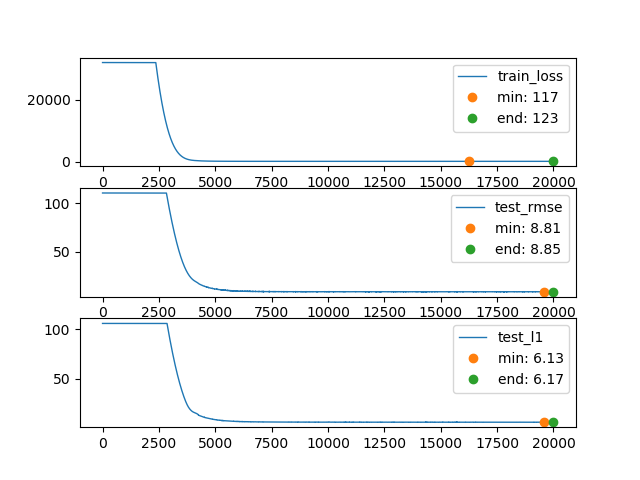 20000
0
train_loss
min: 117
end: 123
0 2500 5000 7500 10000 12500 15000 17500 20000
100
50
test_rmse
min: 8.81
end: 8.85
0 2500 5000 7500 10000 12500 15000 17500 20000
100
50
test_l1
min: 6.13
end: 6.17
0 2500 5000 7500 10000 12500 15000 17500 20000